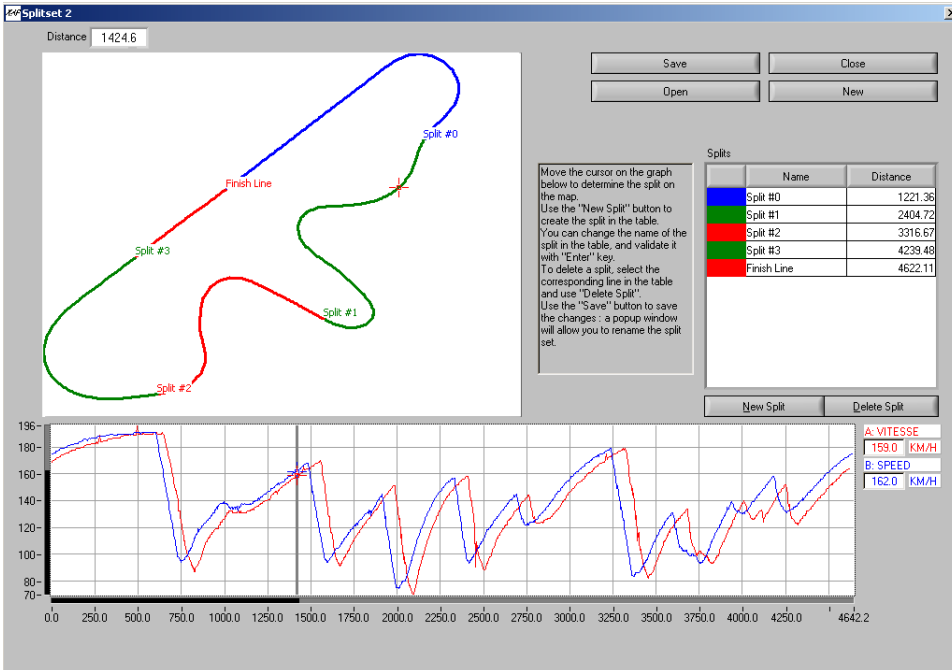 Splitset 2
Distance 1424.6
Save
Close
Open
New
Split #0
Finish Line
Split #3
Split #1
Split #2
Move the cursor on the graph
below to determine the split on
the map.
Use the "New Split" button to
create the split in the table.
You can change the name of the
split in the table, and validate it
with "Enter" key.
To delete a split, select the
corresponding line in the table
and use "Delete Split".
Use the "Save" button to save
the changes : a popup window
will allow you to rename the split
set.
Splits
Name Distance
Split #0 1221.36
Split #1 2404.72
Split #2 3316.67
Split #3 4239.48
Finish Line 4622.11
New Split
Delete Split
196
180
160
140
120
100
80
70
0.0 250.0 500.0 750.0 1000.0 1250.0 1500.0 1750.0 2000.0 2250.0 2500.0 2750.0 3000.0 3250.0 3500.0 3750.0 4000.0 4250.0 4642.2
A: VITESSE
159.0 KM/H
B: SPEED
162.0 KM/H